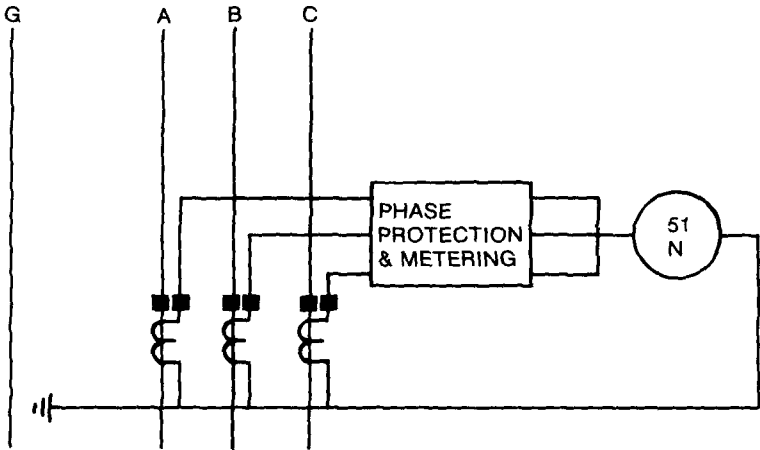 G A B C
PHASE
PROTECTION
& METERING
51
N